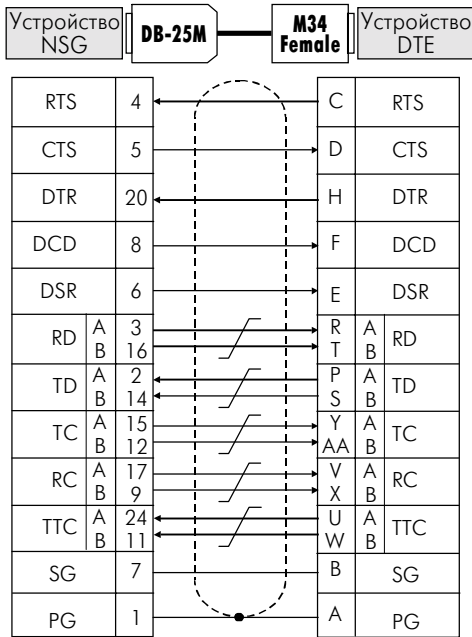 Устройство NSG DB-25M M34 Female Устройство DTE
RTS 4 C RTS
CTS 5 D CTS
DTR 20 H DTR
DCD 8 F DCD
DSR 6 E DSR
RD A 3 R A RD
B 16 T B
TD A 2 P A TD
B 14 S B
TC A 15 Y A TC
B 12 AA B
RC A 17 V A RC
B 9 X B
TTC A 24 U A TTC
B 11 W B
SG 7 B SG
PG 1 A PG